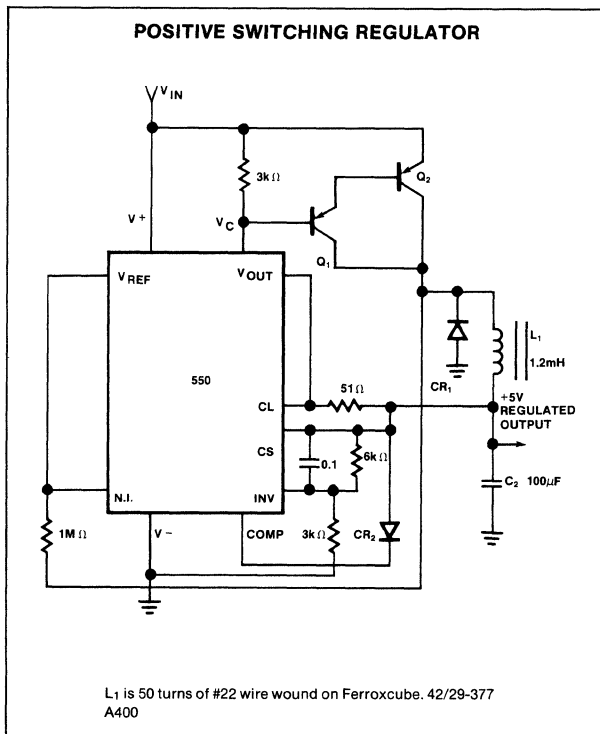 POSITIVE SWITCHING REGULATOR
VIN
3kΩ
Q2
V+
VC
Q1
VREF
VOUT
L1
1.2mH
550
51Ω
CR1
CL
+5V
REGULATED
OUTPUT
CS
0.1
6kΩ
C2 100μF
N.I.
INV
1MΩ
V−
COMP
3kΩ
CR2
L1 is 50 turns of #22 wire wound on Ferroxcube. 42/29-377
A400